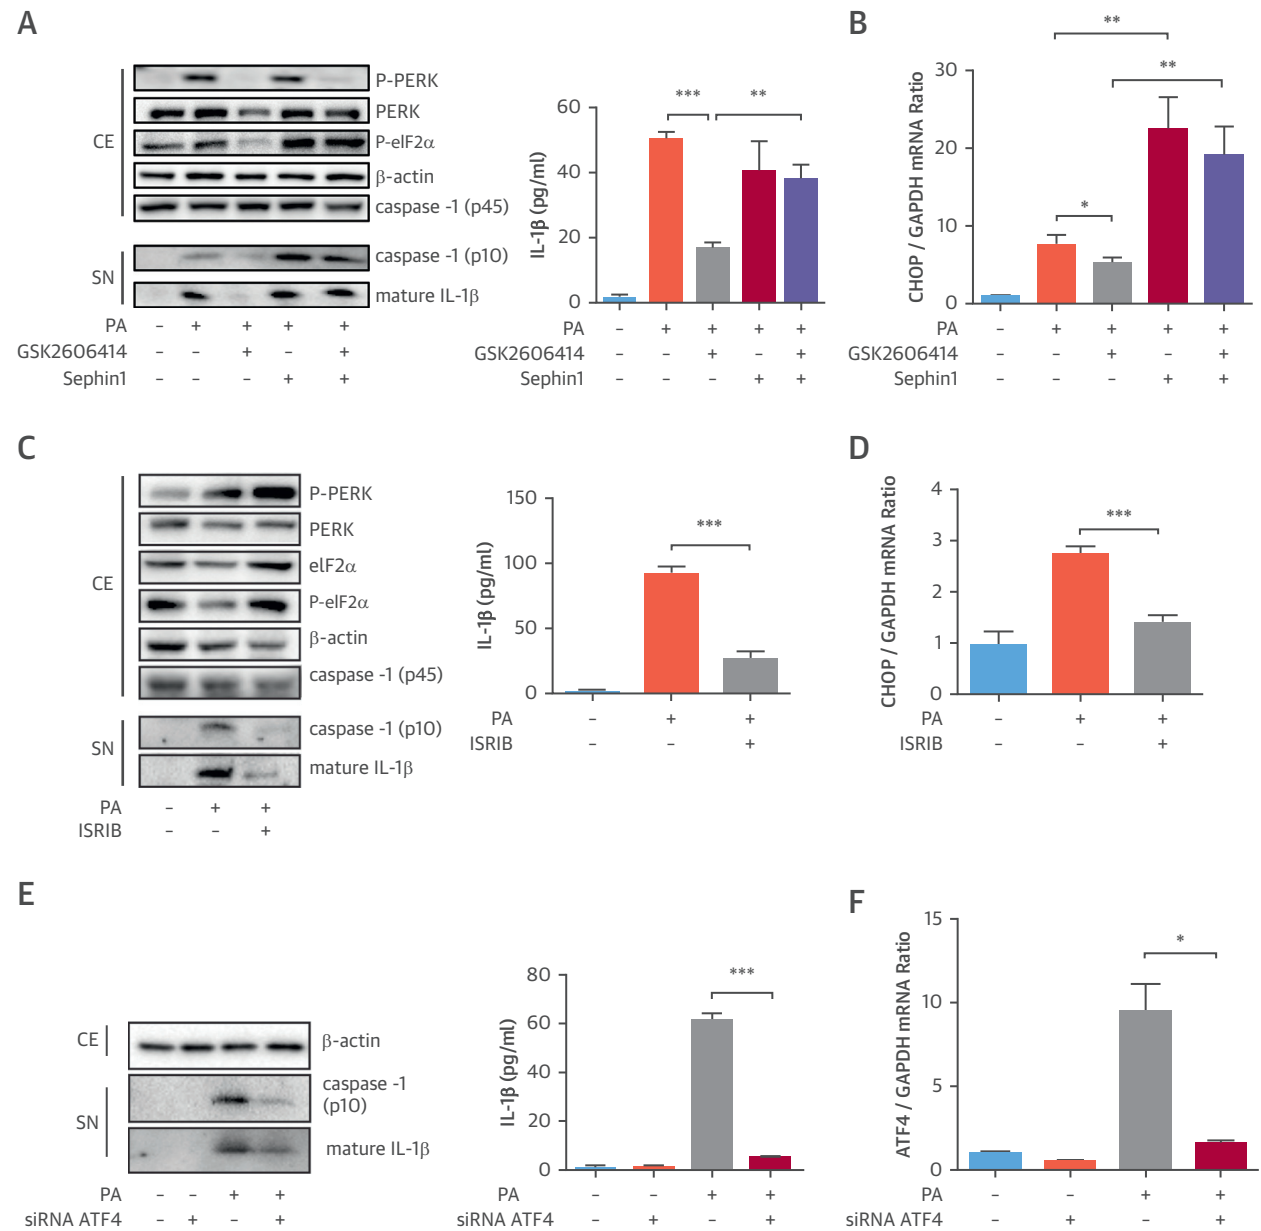 A
CE
P-PERK
PERK
P-eIF2α
β-actin
caspase -1 (p45)
SN
caspase -1 (p10)
mature IL-1β
PA – + + + +
GSK2606414 – – + – +
Sephin1 – – – + +
IL-1β (pg/ml)
60
40
20
0
*** **
PA – + + + +
GSK2606414 – – + – +
Sephin1 – – – + +
B
CHOP / GAPDH mRNA Ratio
30
20
10
0
**
**
*
PA – + + + +
GSK2606414 – – + – +
Sephin1 – – – + +
C
CE
P-PERK
PERK
eIF2α
P-eIF2α
β-actin
caspase -1 (p45)
SN
caspase -1 (p10)
mature IL-1β
PA – + +
ISRIB – – +
IL-1β (pg/ml)
150
100
50
0
***
PA – + +
ISRIB – – +
D
CHOP / GAPDH mRNA Ratio
4
3
2
1
0
***
PA – + +
ISRIB – – +
E
CE
β-actin
SN
caspase -1
(p10)
mature IL-1β
PA – – + +
siRNA ATF4 – + – +
IL-1β (pg/ml)
80
60
40
20
0
***
PA – – + +
siRNA ATF4 – + – +
F
ATF4 / GAPDH mRNA Ratio
15
10
5
0
*
PA – – + +
siRNA ATF4 – + – +